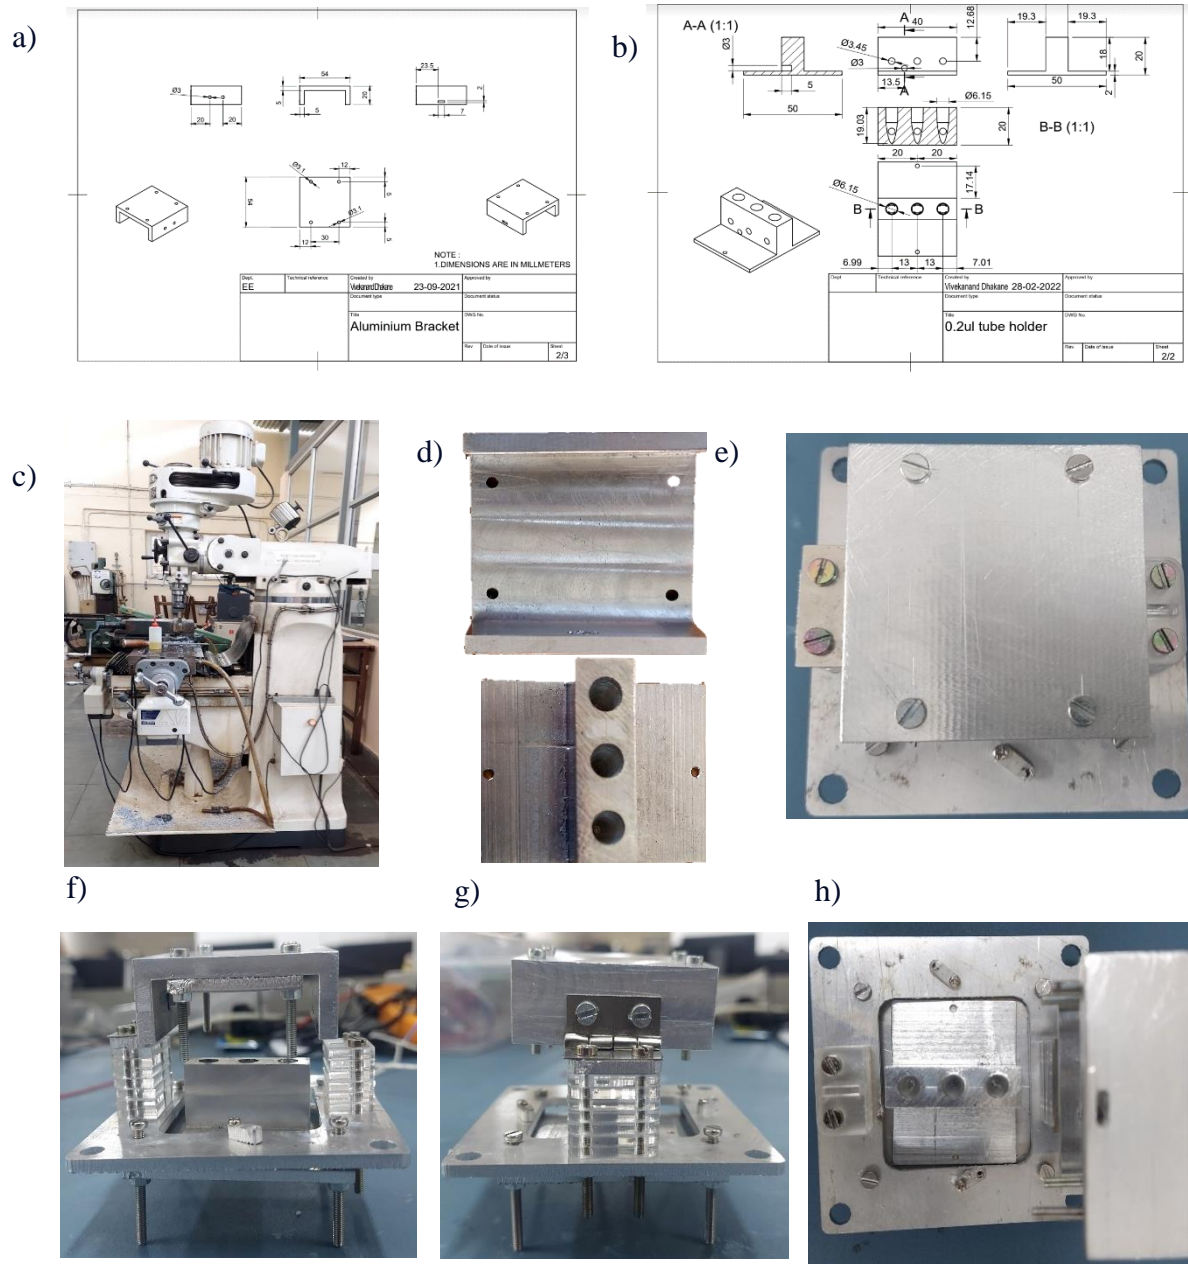 a)
Ø3
20
20
5
54
20
5
23.5
2
7
Ø3.1
12
54
5
Ø3.1
30
12
5
NOTE :
1.DIMENSIONS ARE IN MILLMETERS
Dept.
EE
Technical reference
Created by
Vivekanand Dhakane 23-09-2021
Approved by
Document type
Document status
Title
Aluminium Bracket
DWG No.
Rev.
Date of issue
Sheet
2/3
b)
A-A (1:1)
Ø3
5
50
A
40
12.68
Ø3.45
Ø3
13.5
A
19.3
19.3
18
20
50
2
Ø6.15
19.03
20
B-B (1:1)
20
20
17.14
Ø6.15
B
B
6.99
13
13
7.01
Dept.
Technical reference
Created by
Vivekanand Dhakane 28-02-2022
Approved by
Document type
Document status
Title
0.2ul tube holder
DWG No.
Rev.
Date of issue
Sheet
2/2
c)
d)
e)
f)
g)
h)